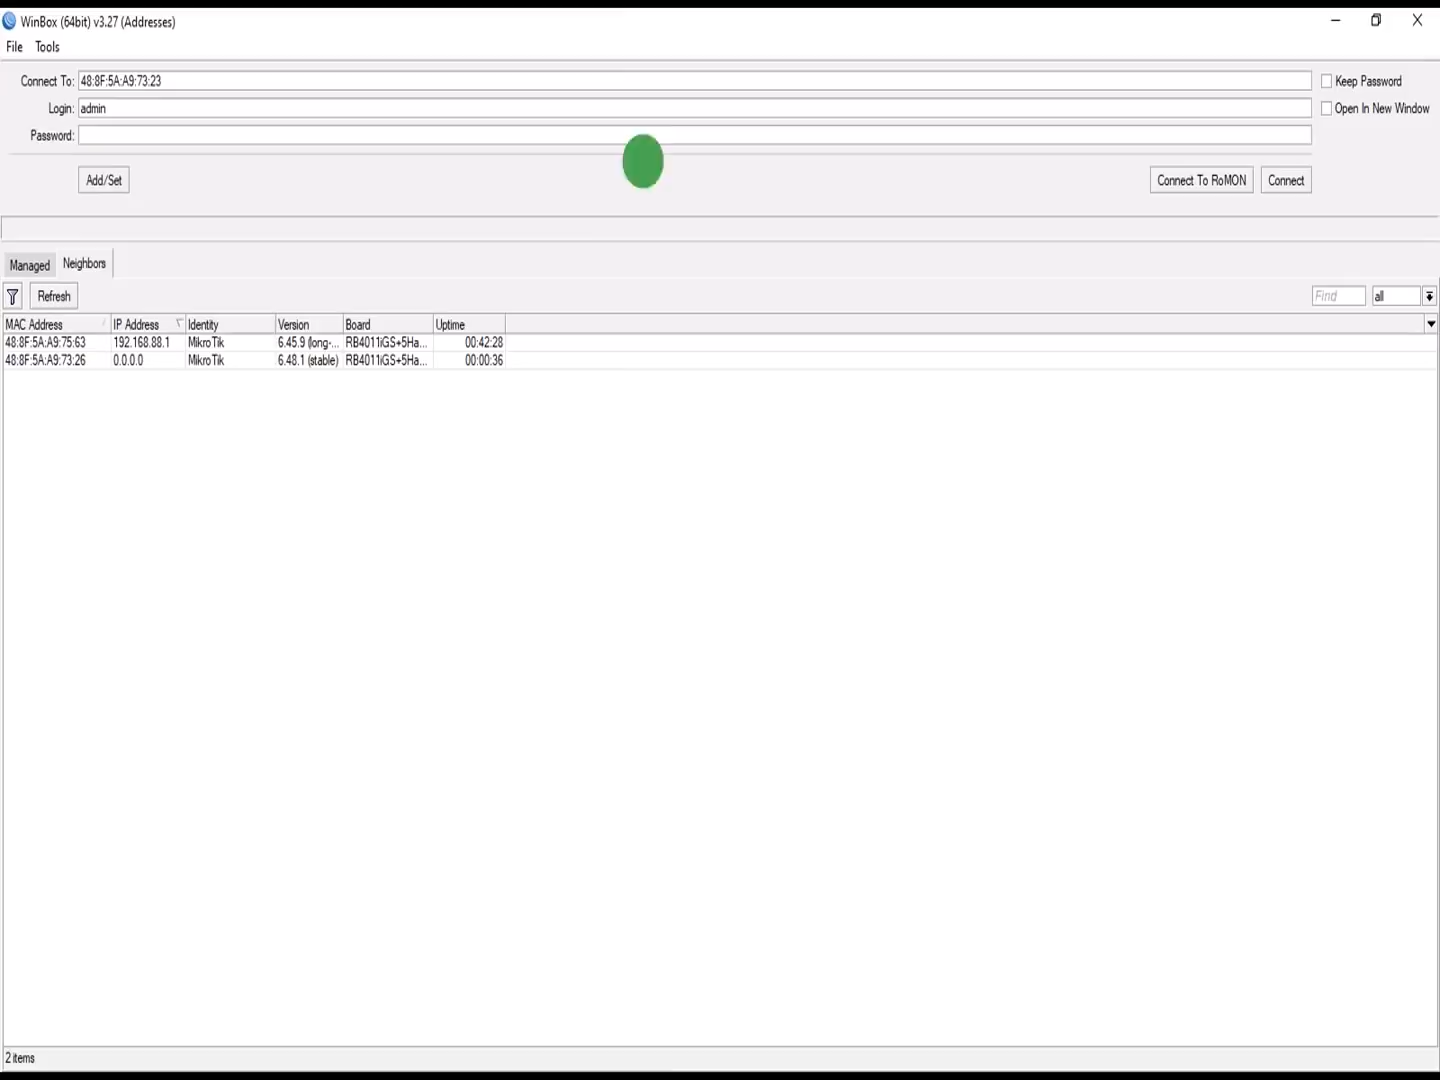 WinBox (64bit) v3.27 (Addresses)
File Tools
Connect To: 48:8F:5A:A9:73:23 Keep Password
Login: admin Open In New Window
Password:
Add/Set Connect To RoMON Connect
Managed Neighbors
Refresh Find all
MAC Address IP Address Identity Version Board Uptime
48:8F:5A:A9:75:63 192.168.88.1 MikroTik 6.45.9 (long-... RB4011iGS+5Ha... 00:42:28
48:8F:5A:A9:73:26 0.0.0.0 MikroTik 6.48.1 (stable) RB4011iGS+5Ha... 00:00:36
2 items